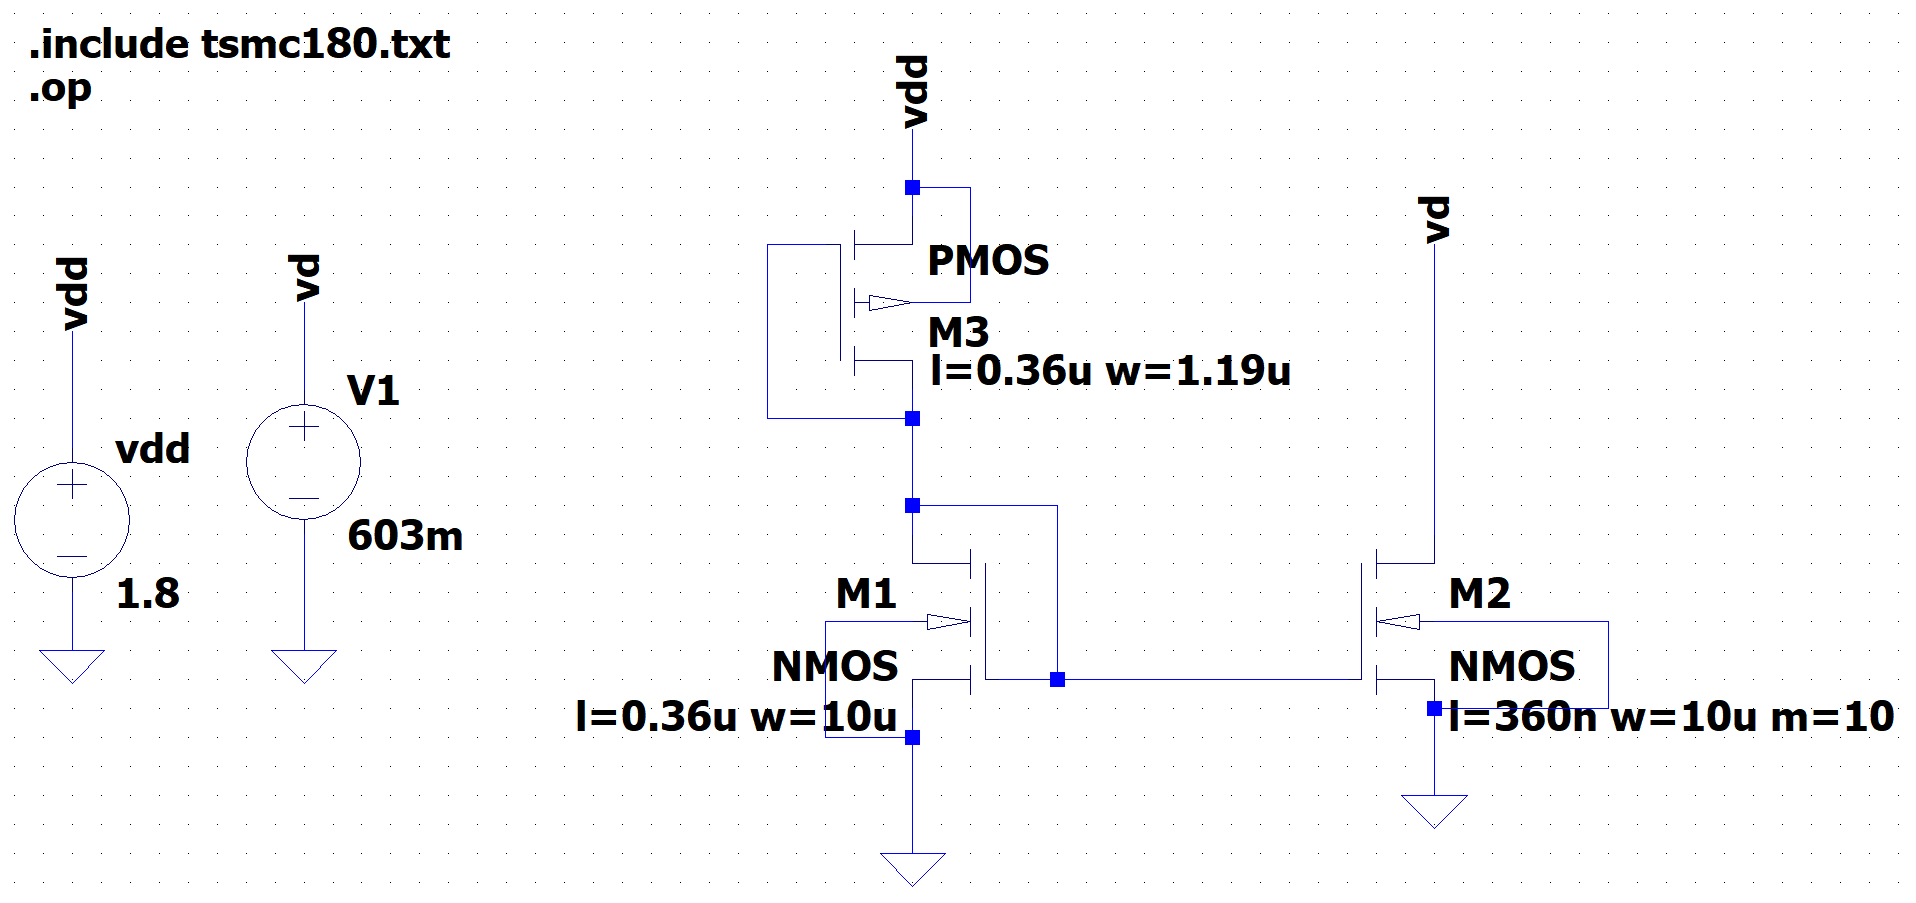 .include tsmc180.txt
.op
vdd
vdd
1.8
vd
V1
603m
vdd
PMOS
M3
l=0.36u w=1.19u
M1
NMOS
l=0.36u w=10u
vd
M2
NMOS
l=360n w=10u m=10